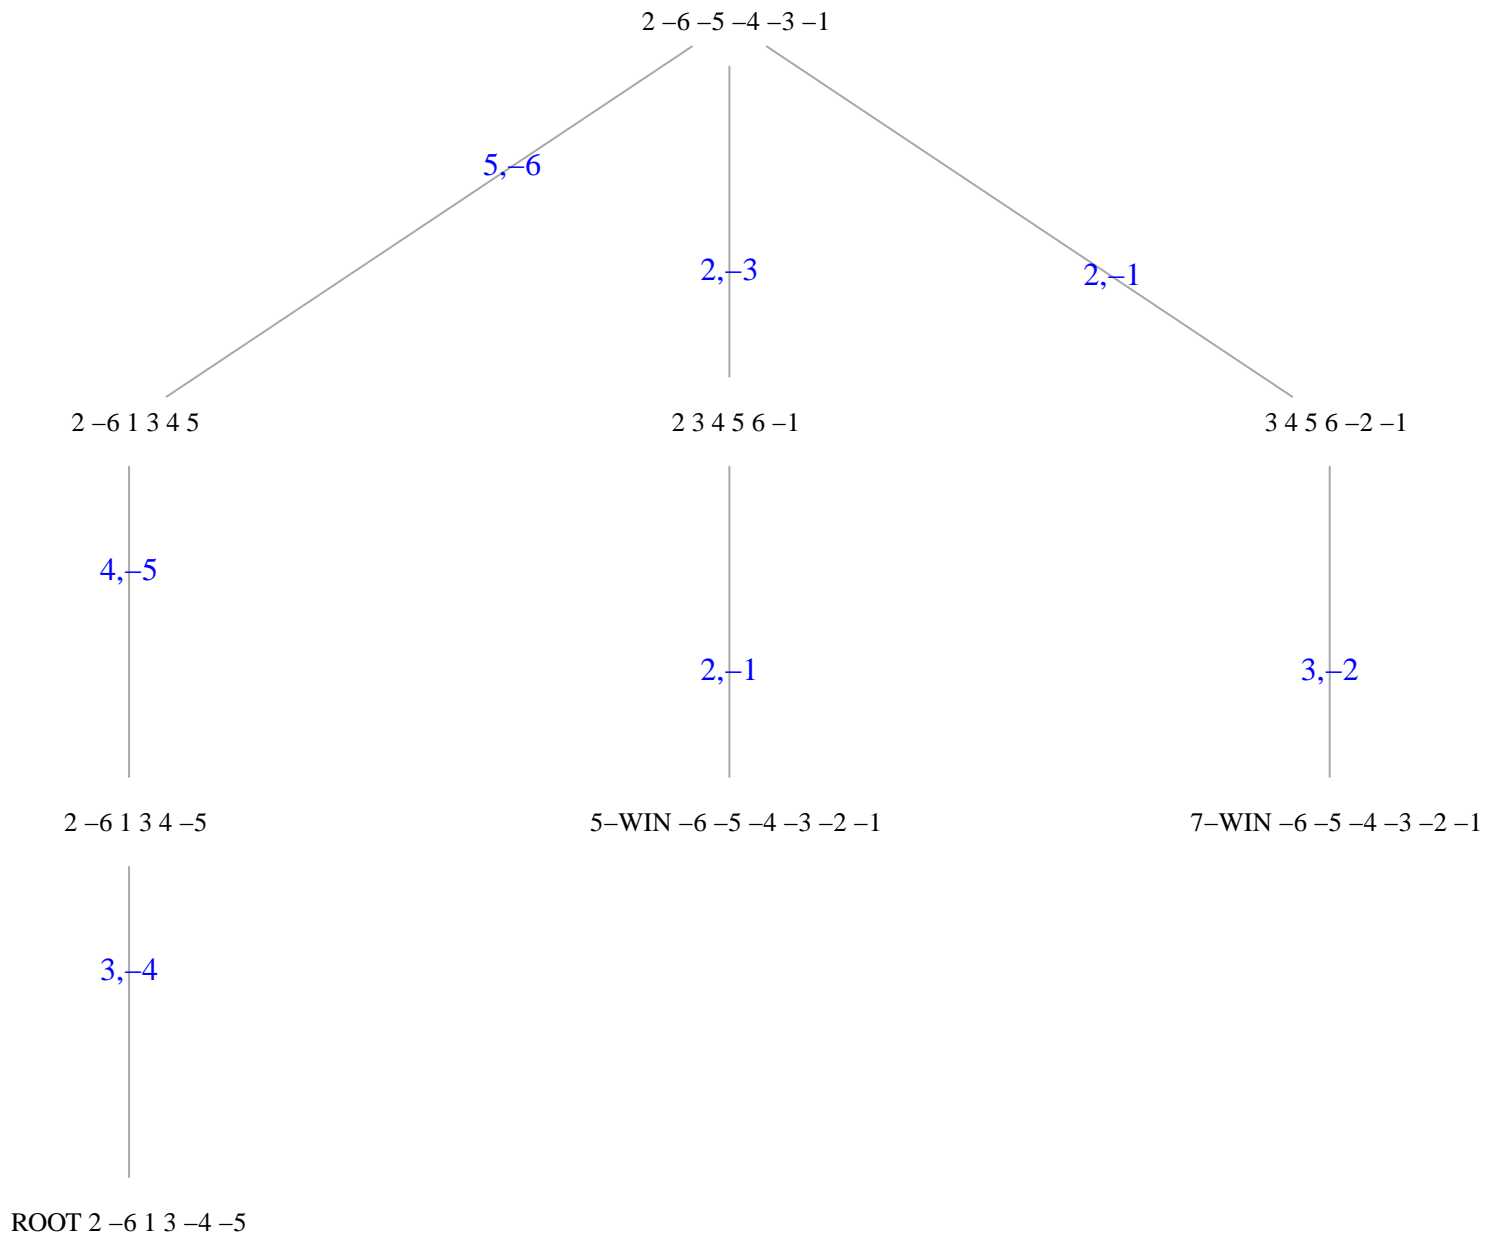 2 –6 –5 –4 –3 –1
5,–6
2,–3
2,–1
2 –6 1 3 4 5
2 3 4 5 6 –1
3 4 5 6 –2 –1
4,–5
2,–1
3,–2
2 –6 1 3 4 –5
5–WIN –6 –5 –4 –3 –2 –1
7–WIN –6 –5 –4 –3 –2 –1
3,–4
ROOT 2 –6 1 3 –4 –5